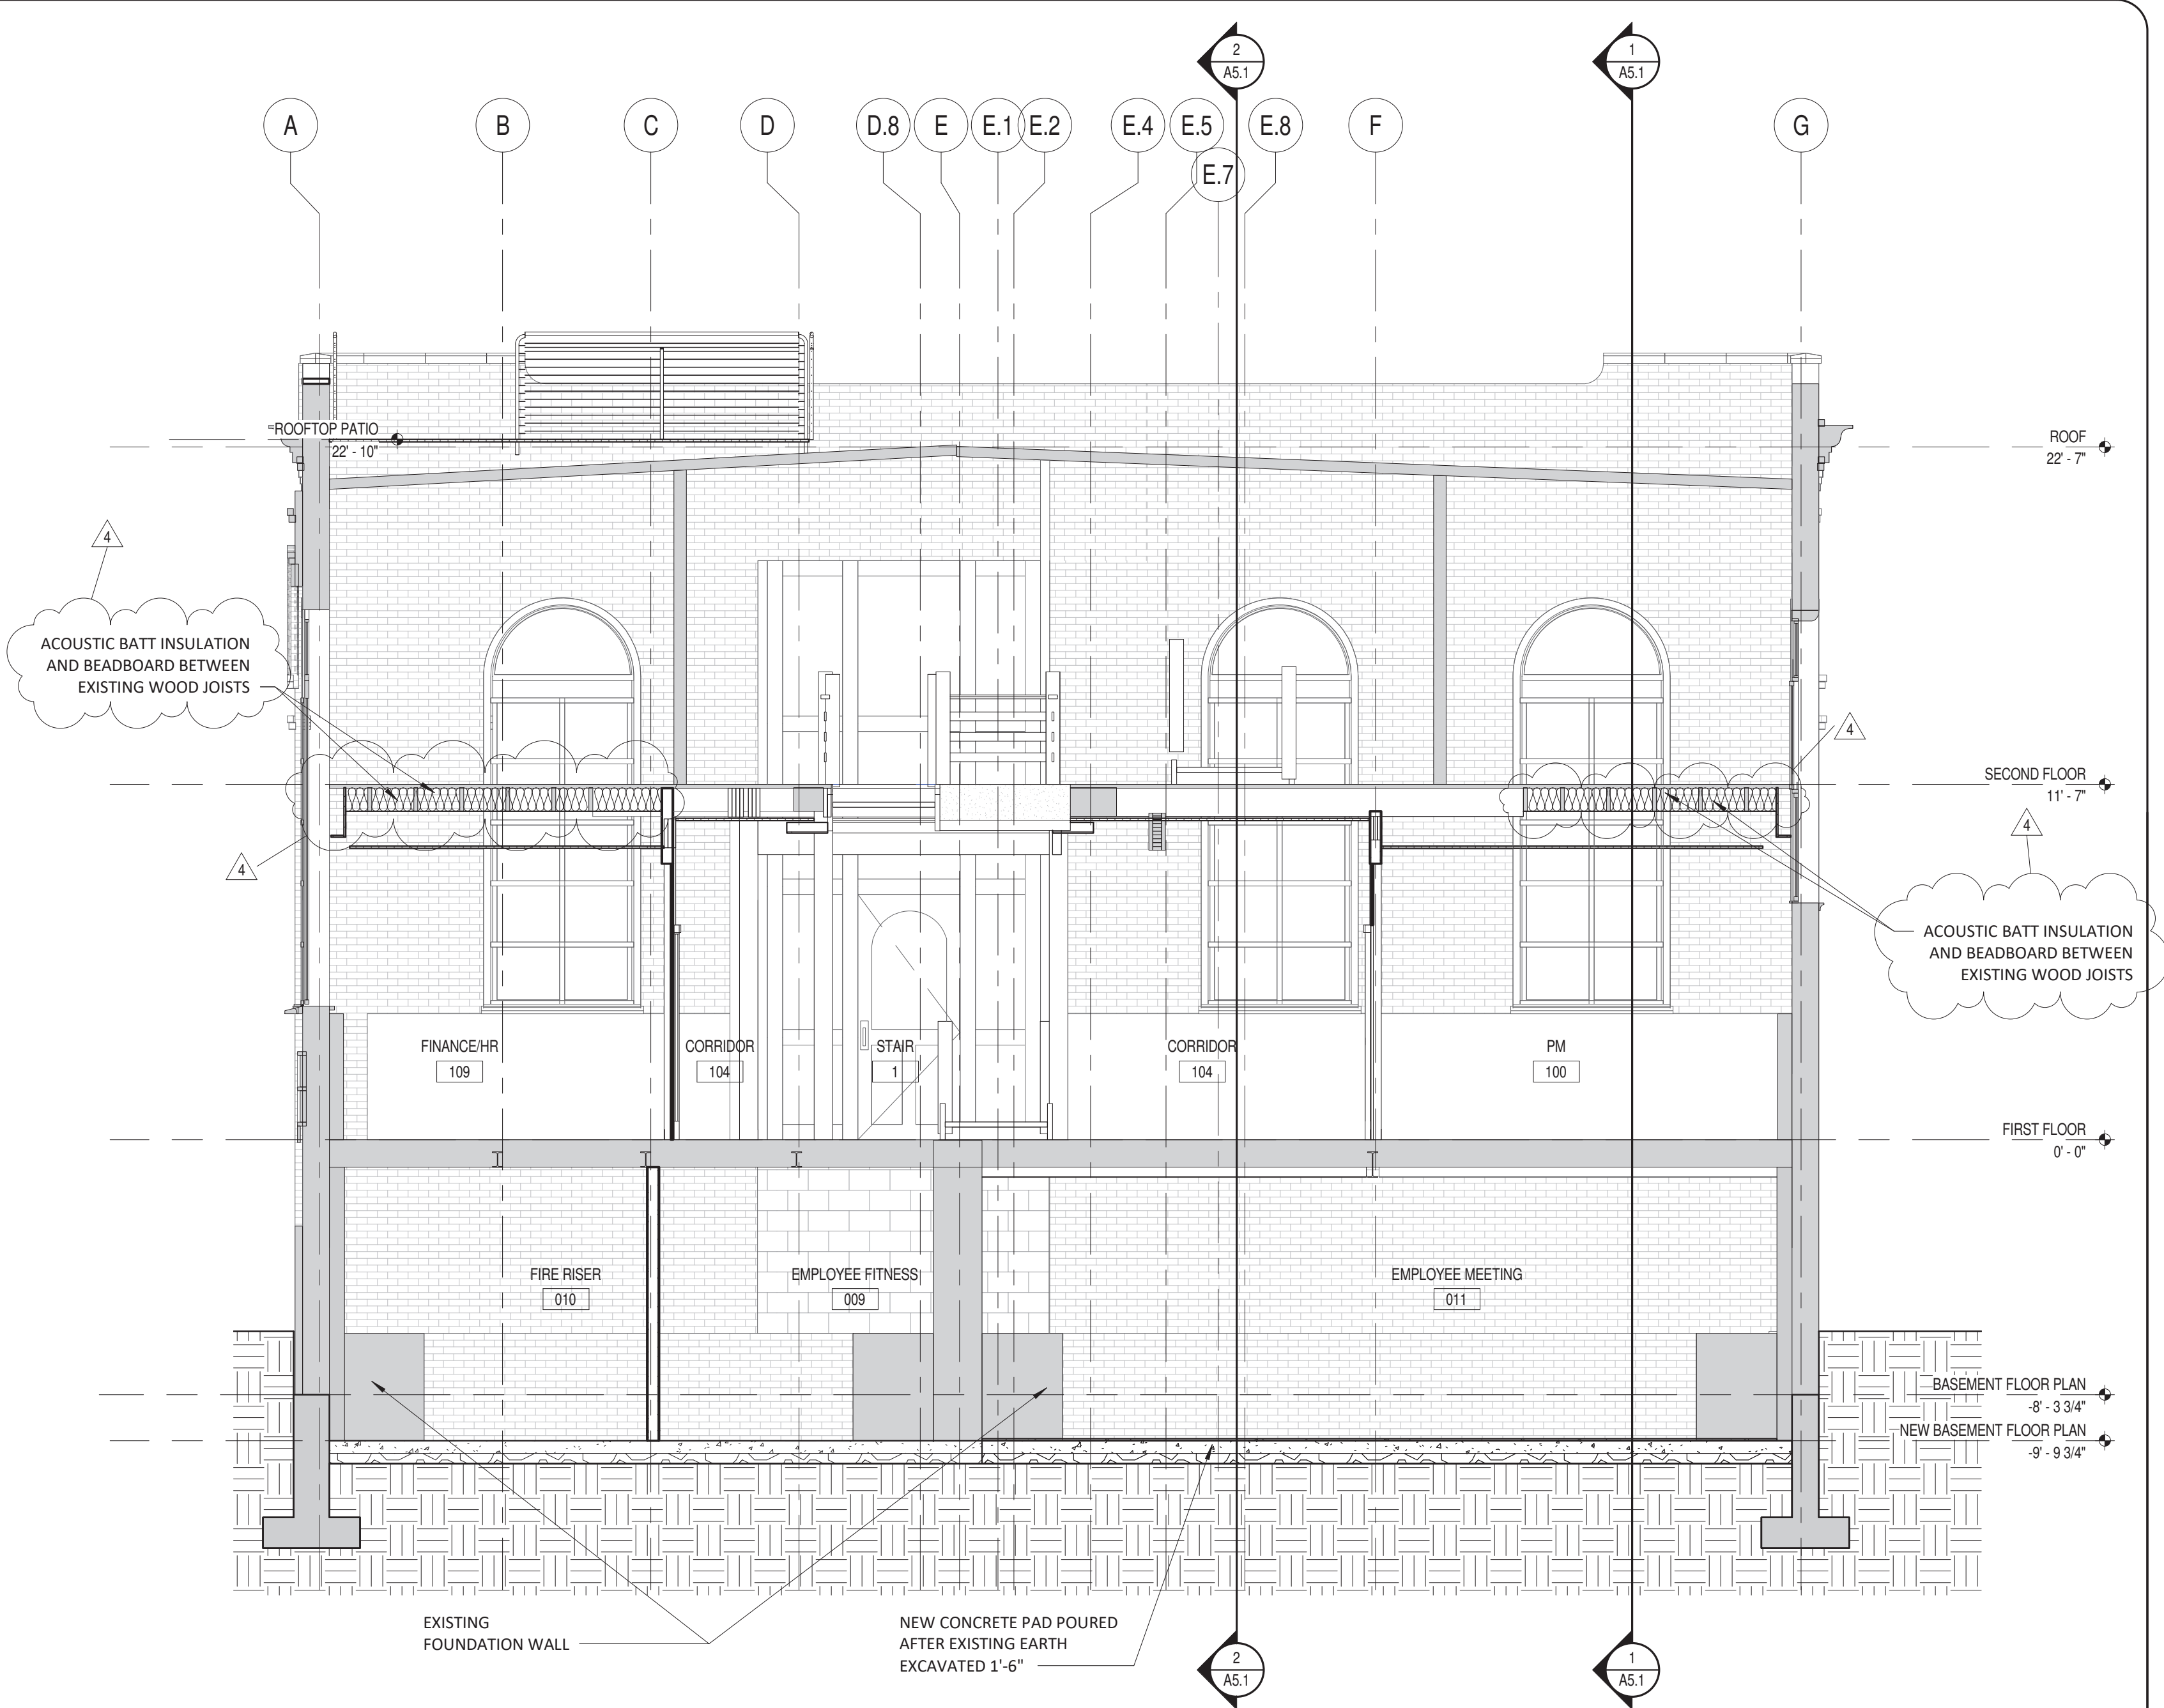 2
A5.1
1
A5.1
A
B
C
D
D.8
E
E.1
E.2
E.4
E.5
E.7
E.8
F
G
ROOFTOP PATIO
22' - 10"
ROOF
22' - 7"
4
ACOUSTIC BATT INSULATION
AND BEADBOARD BETWEEN
EXISTING WOOD JOISTS
4
SECOND FLOOR
11' - 7"
4
4
ACOUSTIC BATT INSULATION
AND BEADBOARD BETWEEN
EXISTING WOOD JOISTS
FINANCE/HR
109
CORRIDOR
104
STAIR
1
CORRIDOR
104
PM
100
FIRST FLOOR
0' - 0"
FIRE RISER
010
EMPLOYEE FITNESS
009
EMPLOYEE MEETING
011
BASEMENT FLOOR PLAN
-8' - 3 3/4"
NEW BASEMENT FLOOR PLAN
-9' - 9 3/4"
EXISTING
FOUNDATION WALL
NEW CONCRETE PAD POURED
AFTER EXISTING EARTH
EXCAVATED 1'-6"
2
A5.1
1
A5.1